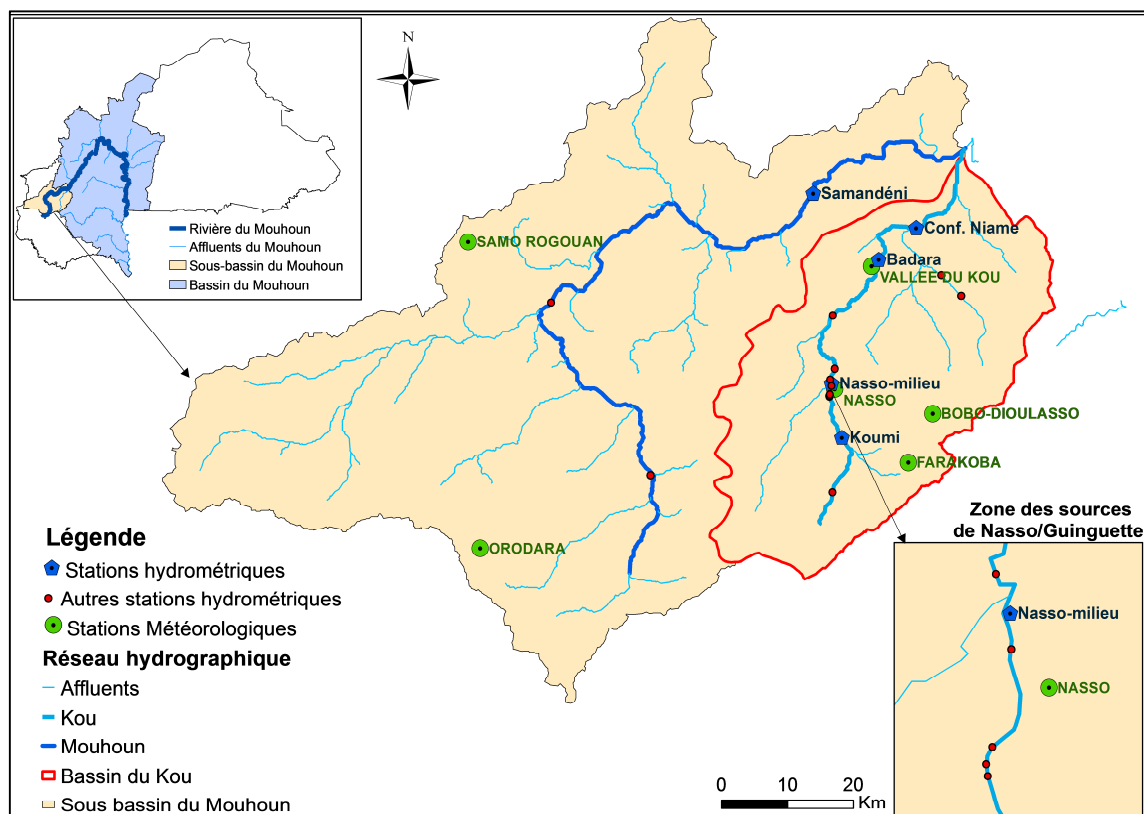 N
Rivière du Mouhoun
Affluents du Mouhoun
Sous-bassin du Mouhoun
Bassin du Mouhoun
Samandéni
Conf. Niame
SAMO ROGOUAN
Badara
VALLEE DU KOU
Nasso-milieu
NASSO
BOBO-DIOULASSO
Koumi
FARAKOBA
ORODARA
Légende
Stations hydrométriques
Autres stations hydrométriques
Stations Météorologiques
Réseau hydrographique
Affluents
Kou
Mouhoun
Bassin du Kou
Sous bassin du Mouhoun
0 10 20
Km
Zone des sources
de Nasso/Guinguette
Nasso-milieu
NASSO